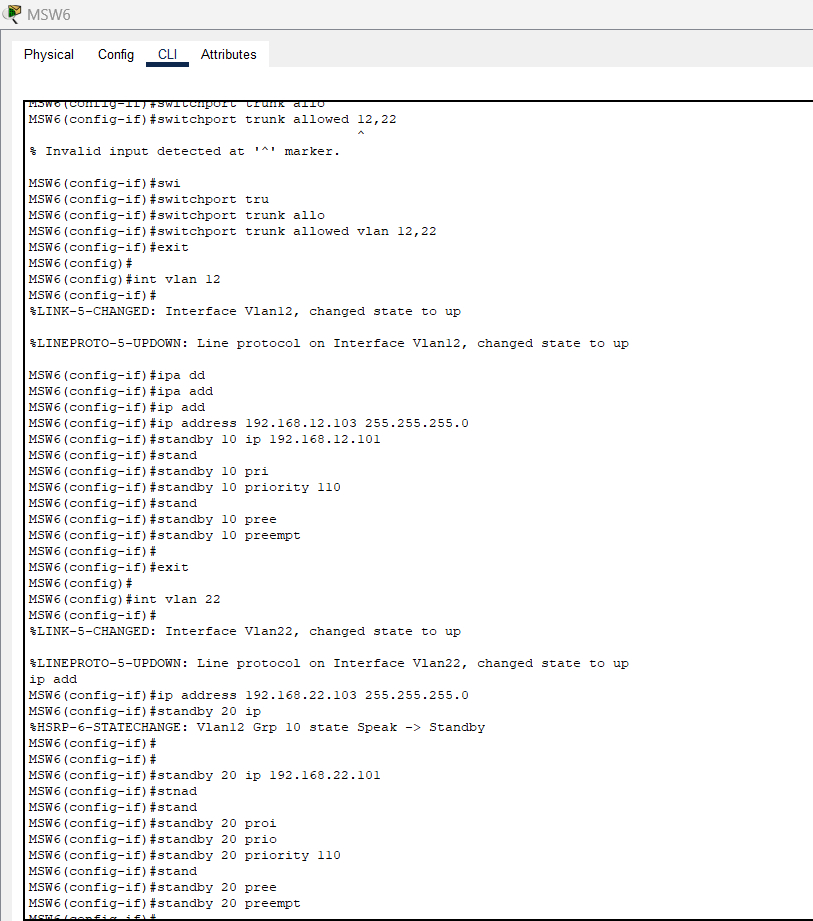 MSW6
Physical Config CLI Attributes
MSW6(config-if)#switchport trunk allo
MSW6(config-if)#switchport trunk allowed 12,22
^
% Invalid input detected at '^' marker.
MSW6(config-if)#swi
MSW6(config-if)#switchport tru
MSW6(config-if)#switchport trunk allo
MSW6(config-if)#switchport trunk allowed vlan 12,22
MSW6(config-if)#exit
MSW6(config)#
MSW6(config)#int vlan 12
MSW6(config-if)#
%LINK-5-CHANGED: Interface Vlan12, changed state to up
%LINEPROTO-5-UPDOWN: Line protocol on Interface Vlan12, changed state to up
MSW6(config-if)#ipa dd
MSW6(config-if)#ipa add
MSW6(config-if)#ip add
MSW6(config-if)#ip address 192.168.12.103 255.255.255.0
MSW6(config-if)#standby 10 ip 192.168.12.101
MSW6(config-if)#stand
MSW6(config-if)#standby 10 pri
MSW6(config-if)#standby 10 priority 110
MSW6(config-if)#stand
MSW6(config-if)#standby 10 pree
MSW6(config-if)#standby 10 preempt
MSW6(config-if)#
MSW6(config-if)#exit
MSW6(config)#
MSW6(config)#int vlan 22
MSW6(config-if)#
%LINK-5-CHANGED: Interface Vlan22, changed state to up
%LINEPROTO-5-UPDOWN: Line protocol on Interface Vlan22, changed state to up
ip add
MSW6(config-if)#ip address 192.168.22.103 255.255.255.0
MSW6(config-if)#standby 20 ip
%HSRP-6-STATECHANGE: Vlan12 Grp 10 state Speak -> Standby
MSW6(config-if)#
MSW6(config-if)#
MSW6(config-if)#standby 20 ip 192.168.22.101
MSW6(config-if)#stnad
MSW6(config-if)#stand
MSW6(config-if)#standby 20 proi
MSW6(config-if)#standby 20 prio
MSW6(config-if)#standby 20 priority 110
MSW6(config-if)#stand
MSW6(config-if)#standby 20 pree
MSW6(config-if)#standby 20 preempt
MSW6(config-if)#